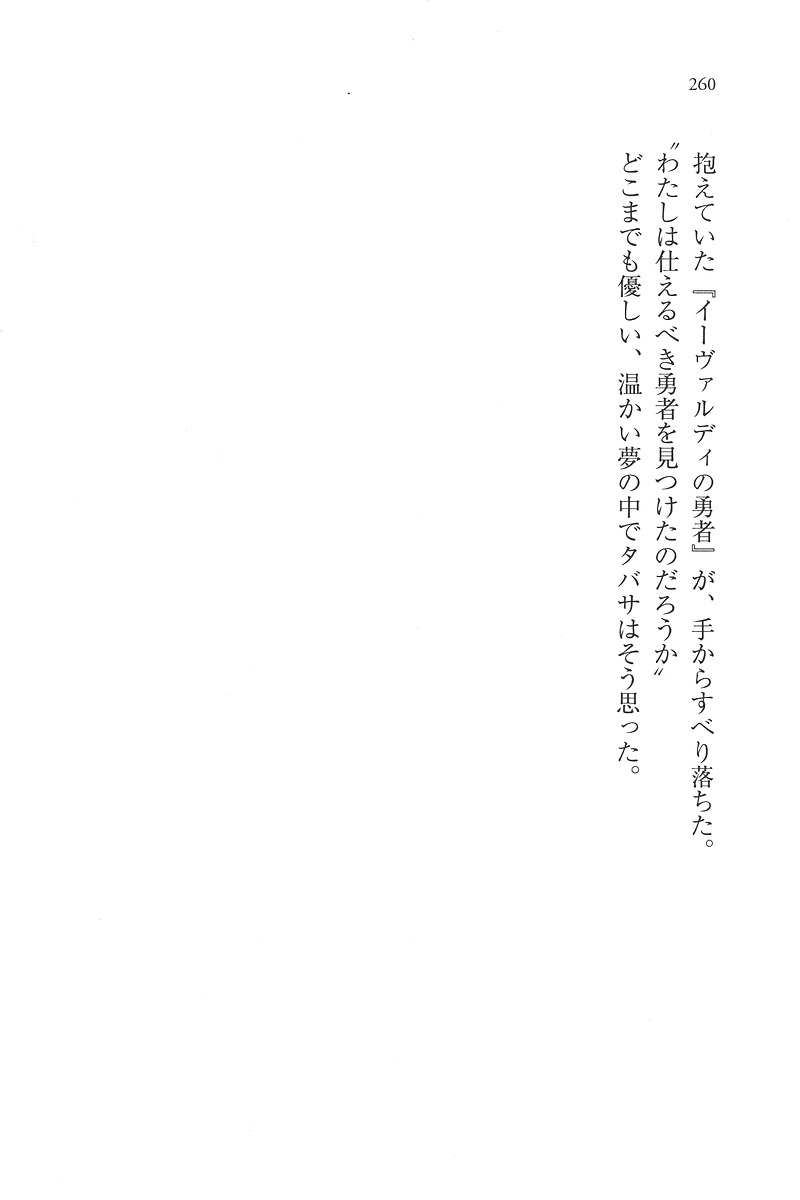 260
抱えていた『イーヴァルディの勇者』が、手からすべり落ちた。
〝わたしは仕えるべき勇者を見つけたのだろうか〟
どこまでも優しい、温かい夢の中でタバサはそう思った。